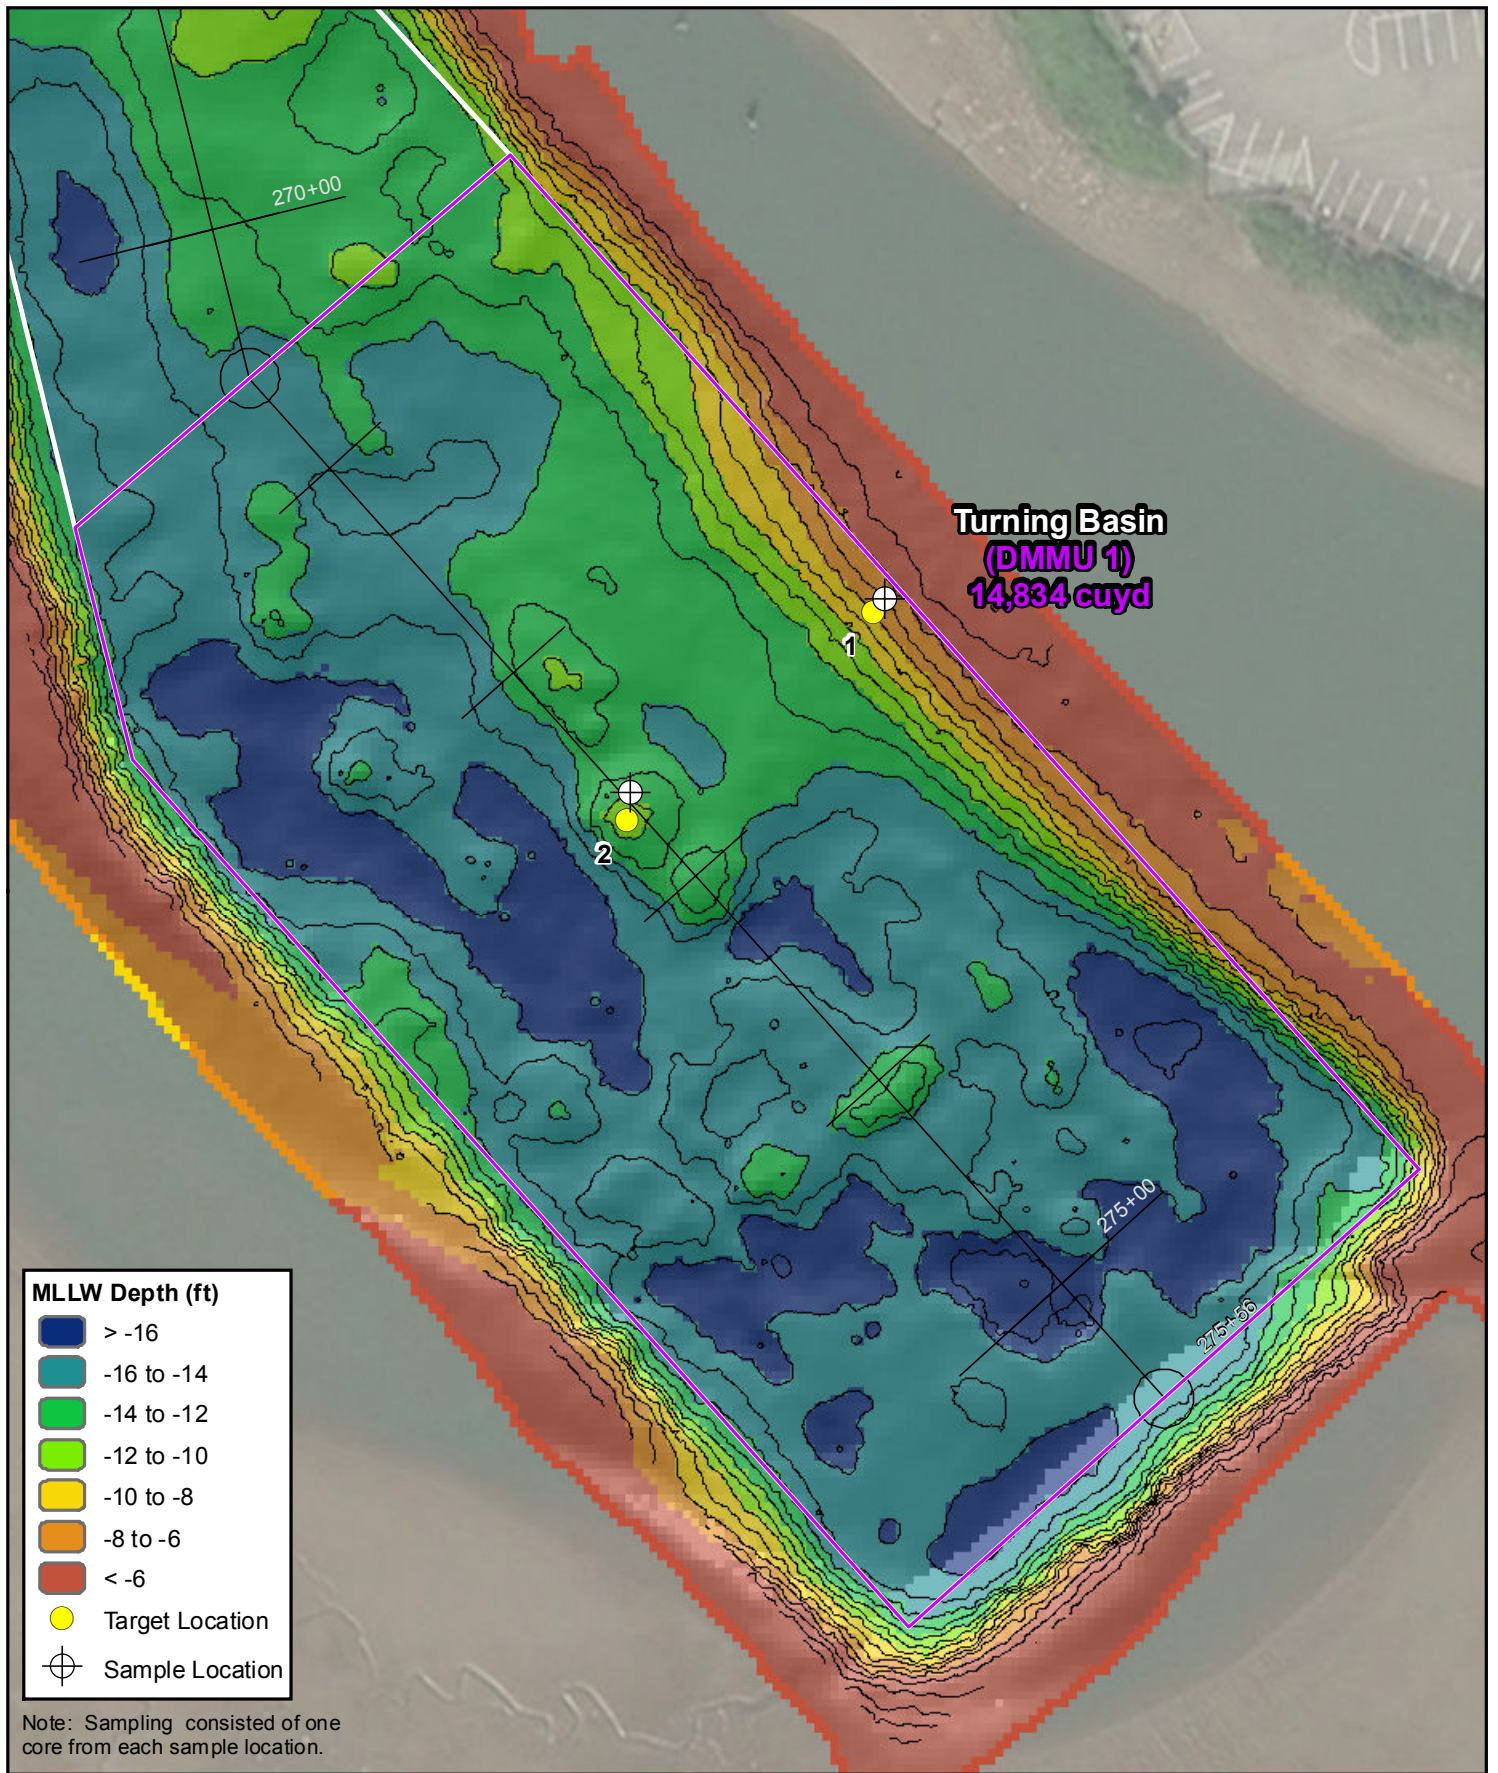 270+00
Turning Basin
(DMMU 1)
14,834 cuyd
1
2
275+00
275+56
MLLW Depth (ft)
> -16
-16 to -14
-14 to -12
-12 to -10
-10 to -8
-8 to -6
< -6
Target Location
Sample Location
Note: Sampling consisted of one
core from each sample location.